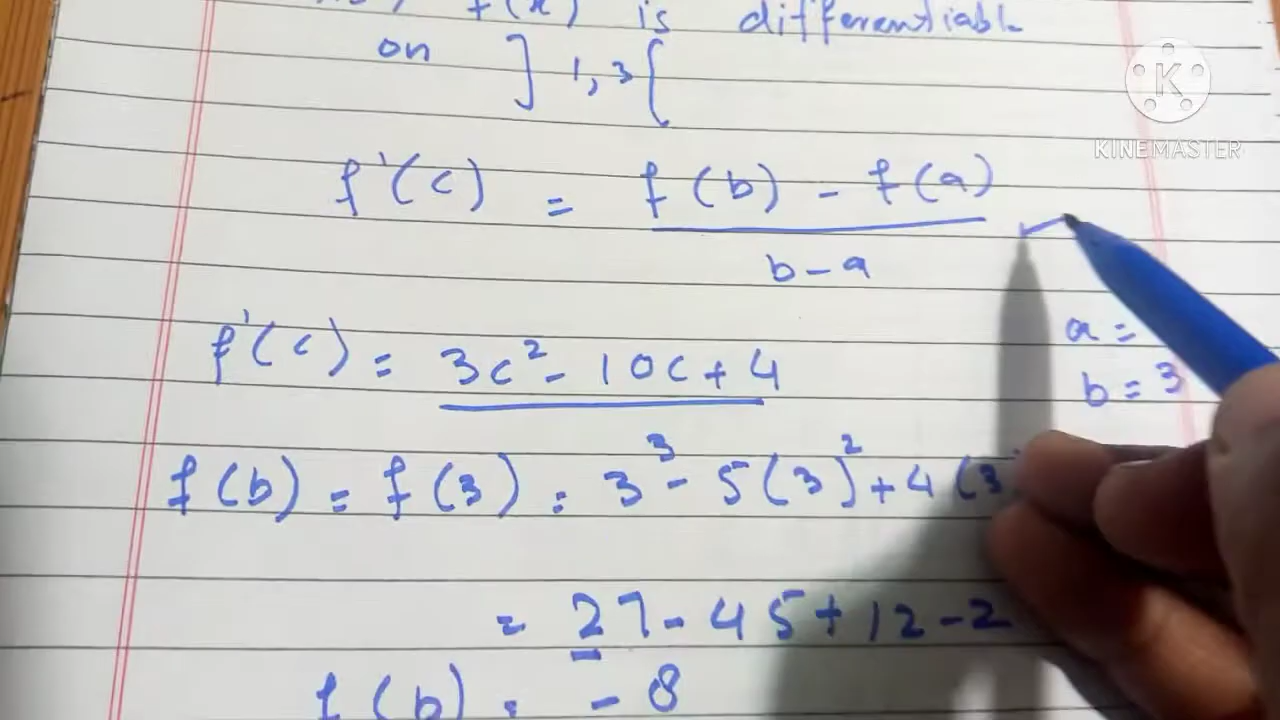 f(x) is differentiable
on ] 1, 3 [
KINEMASTER
f'(c) = f(b) - f(a)
b - a
a =
f'(c) = 3c² - 10c + 4
b = 3
f(b) = f(3) = 3³ - 5(3)² + 4(3
= 27 - 45 + 12 - 2
f(b) = - 8